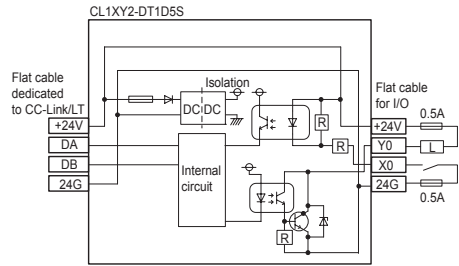 CL1XY2-DT1D5S
Flat cable
dedicated
to CC-Link/LT
+24V
DA
DB
24G
Isolation
DC DC
Internal
circuit
R
R
R
Flat cable
for I/O
+24V
Y0
X0
24G
0.5A
L
0.5A